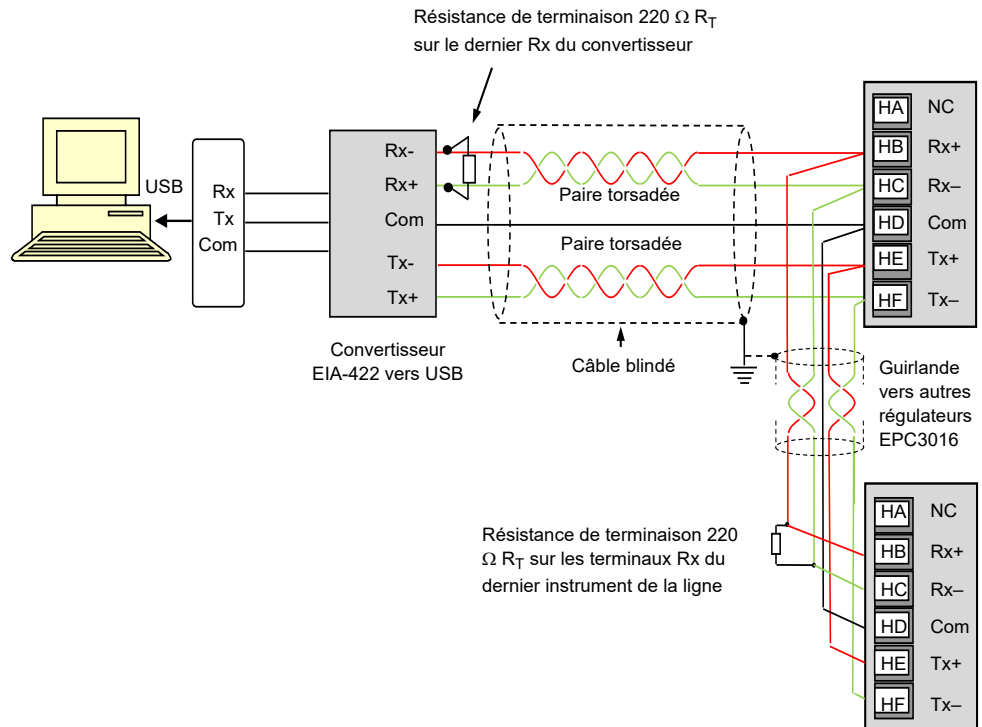 Résistance de terminaison 220 Ω RT
sur le dernier Rx du convertisseur
USB
Rx
Tx
Com
Rx-
Rx+
Com
Tx-
Tx+
Convertisseur
EIA-422 vers USB
Paire torsadée
Paire torsadée
Câble blindé
HA NC
HB Rx+
HC Rx–
HD Com
HE Tx+
HF Tx–
Guirlande
vers autres
régulateurs
EPC3016
Résistance de terminaison 220
Ω RT sur les terminaux Rx du
dernier instrument de la ligne
HA NC
HB Rx+
HC Rx–
HD Com
HE Tx+
HF Tx–